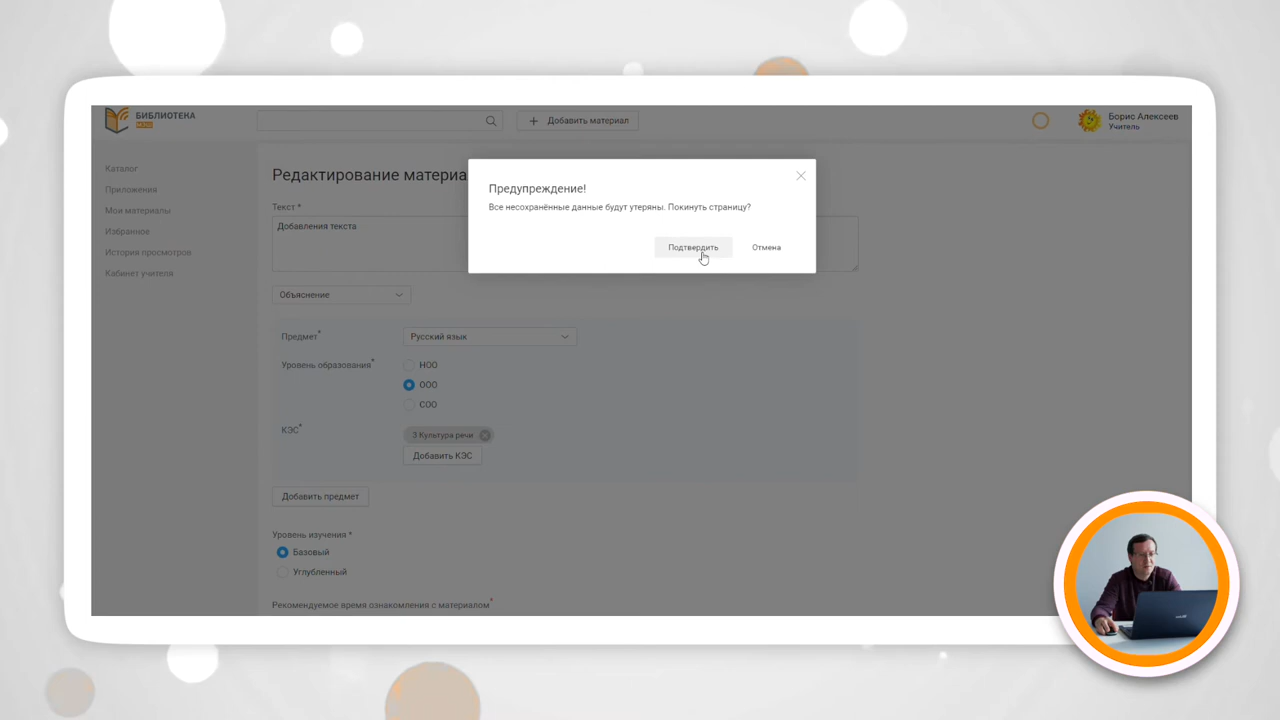 БИБЛИОТЕКА
МЭШ
Добавить материал
Борис Алексеев
Учитель
Каталог
Приложения
Мои материалы
Избранное
История просмотров
Кабинет учителя
Редактирование материа
Предупреждение!
Все несохранённые данные будут утеряны. Покинуть страницу?
Подтвердить
Отмена
Текст *
Добавления текста
Объяснение
Предмет*
Русский язык
Уровень образования*
НОО
ООО
СОО
КЭС*
3 Культура речи
Добавить КЭС
Добавить предмет
Уровень изучения *
Базовый
Углубленный
Рекомендуемое время ознакомления с материалом*